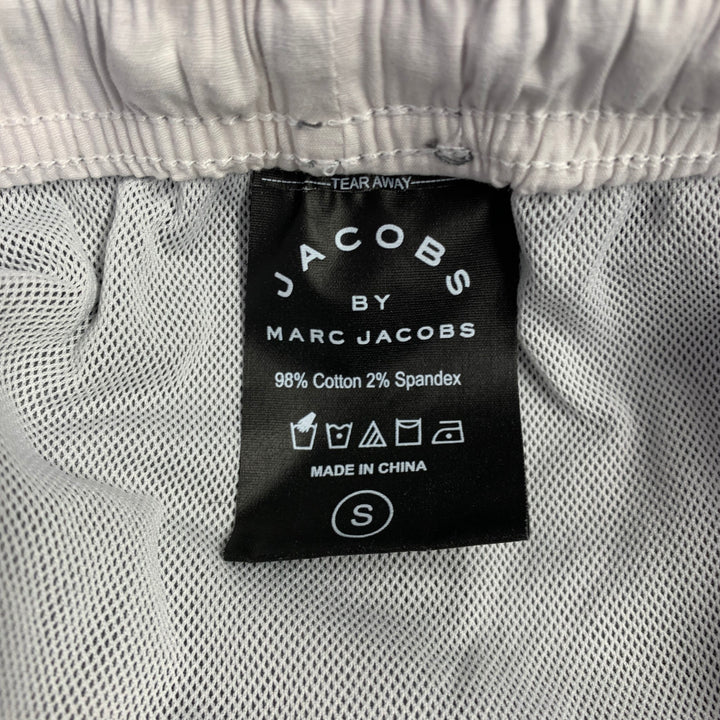 TEAR AWAY
JACOBS
BY
MARC JACOBS
98% Cotton 2% Spandex
MADE IN CHINA
S